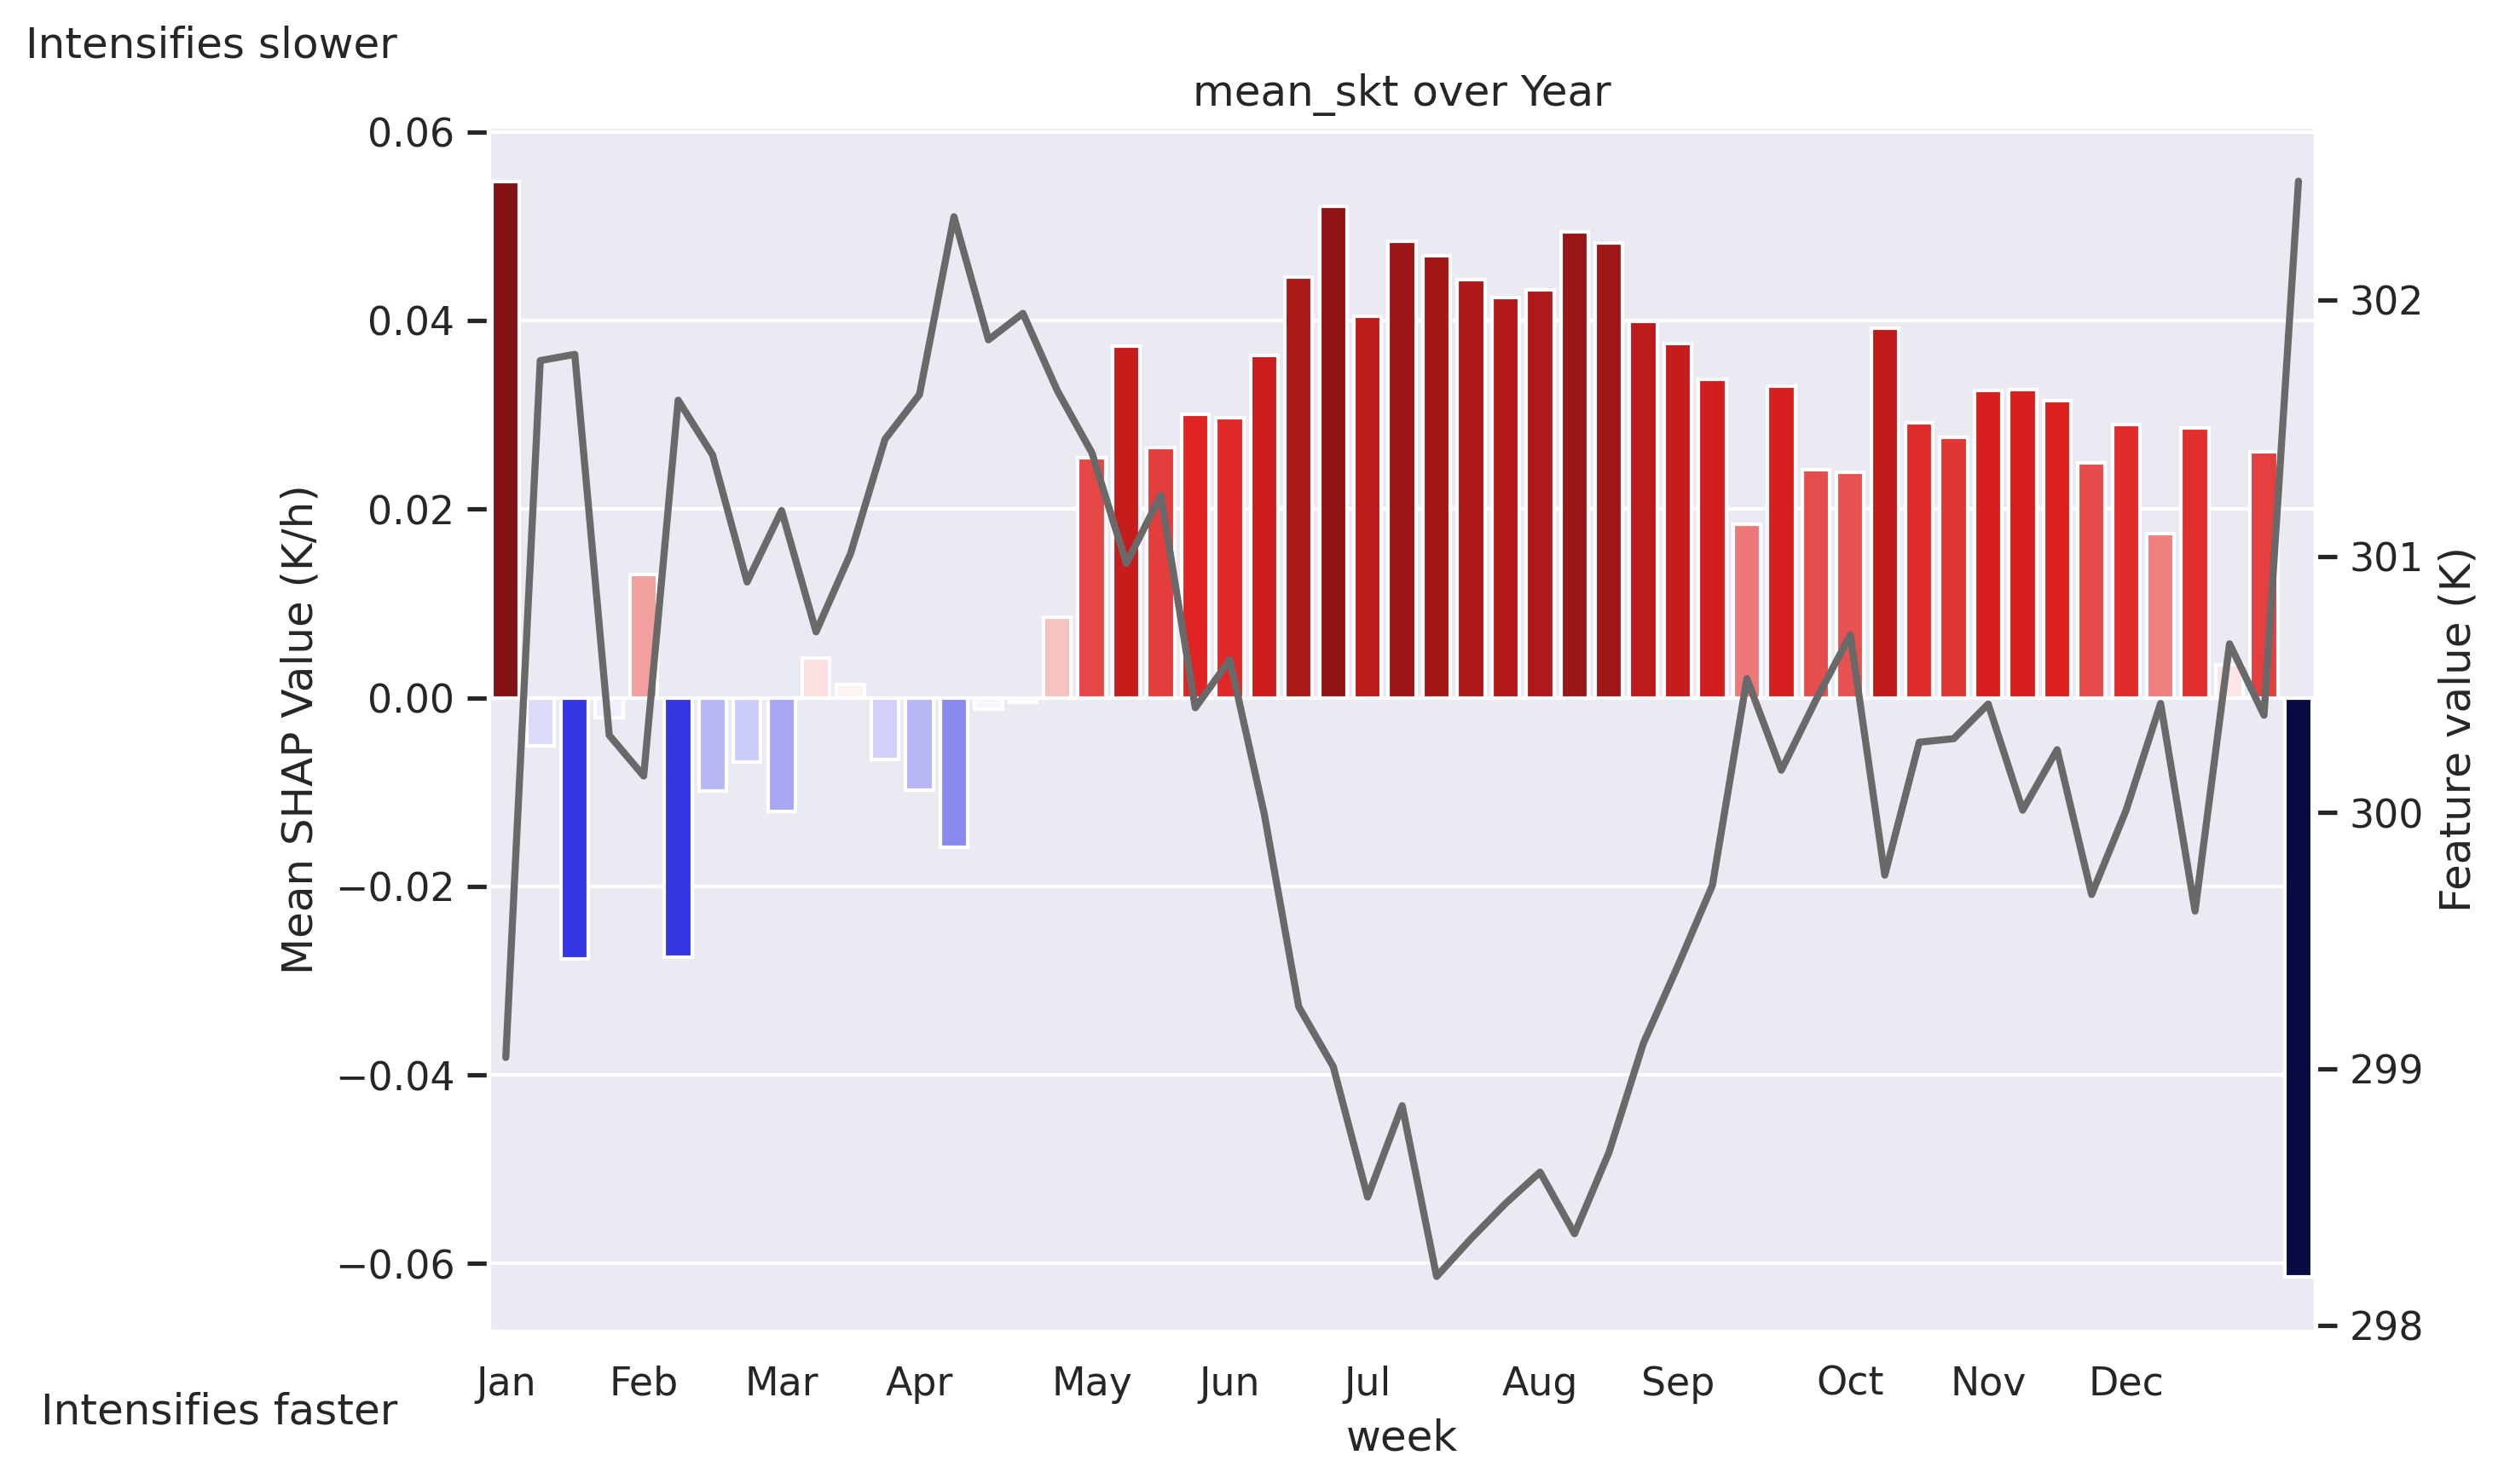 Intensifies slower
mean_skt over Year
0.06
0.04
0.02
0.00
−0.02
−0.04
−0.06
Mean SHAP Value (K/h)
302
301
300
299
298
Feature value (K)
Jan Feb Mar Apr May Jun Jul Aug Sep Oct Nov Dec
Intensifies faster
week